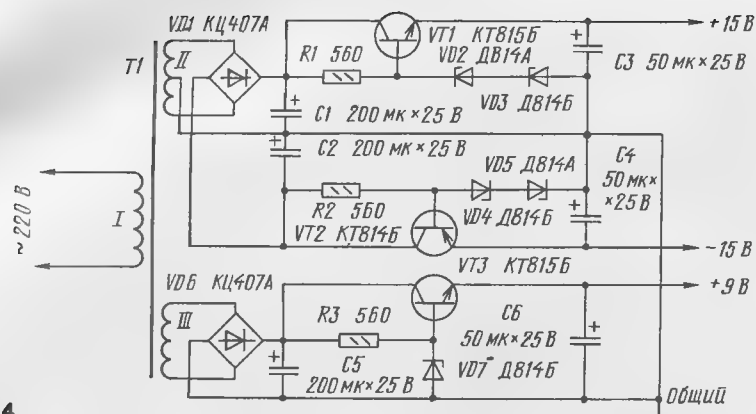 VD1 КЦ407А
T1
II
R1 560
VT1 КТ815Б
VD2 ДВ14А
VD3 Д814Б
C1 200 мк×25 В
C2 200 мк×25 В
C3 50 мк×25 В
+15 В
~220 В
I
VD5 Д814А
VD4 Д814Б
C4
50 мк×
×25 В
R2 560
VT2 КТ814Б
-15 В
VD6 КЦ407А
III
R3 560
VT3 КТ815Б
+9 В
C5
200 мк×25 В
C6
50 мк×25 В
VD7 Д814Б
Общий
4